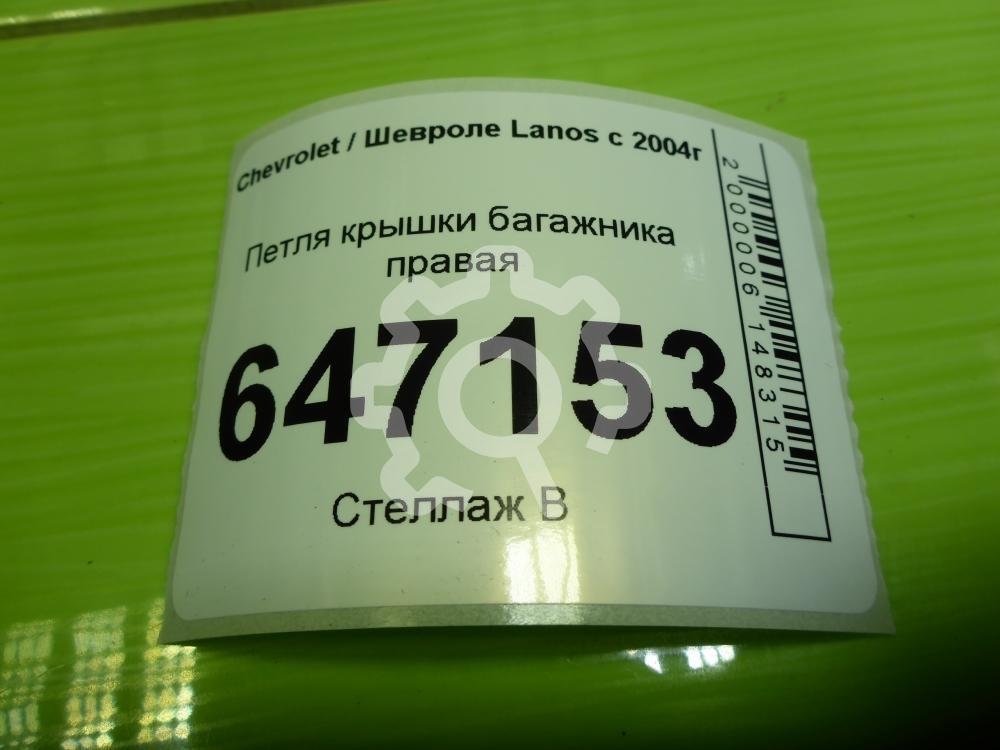 Chevrolet / Шевроле Lanos с 2004г
Петля крышки багажника
правая
647153
Стеллаж В
2000006148315